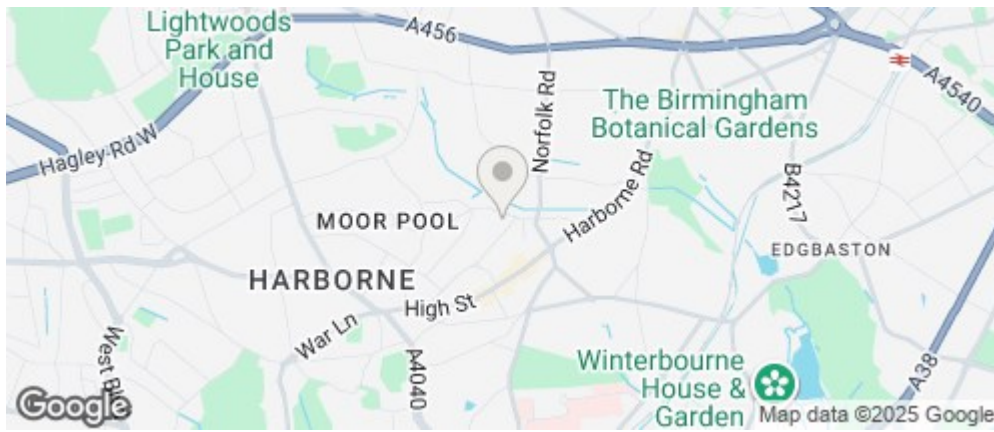 Lightwoods
Park and
House
A456
Hagley Rd W
Norfolk Rd
The Birmingham
Botanical Gardens
A4540
Harborne Rd
B4217
MOOR POOL
EDGBASTON
HARBORNE
High St
War Ln
West Blvd
A4040
A38
Winterbourne
House &
Garden
Google
Map data ©2025 Google